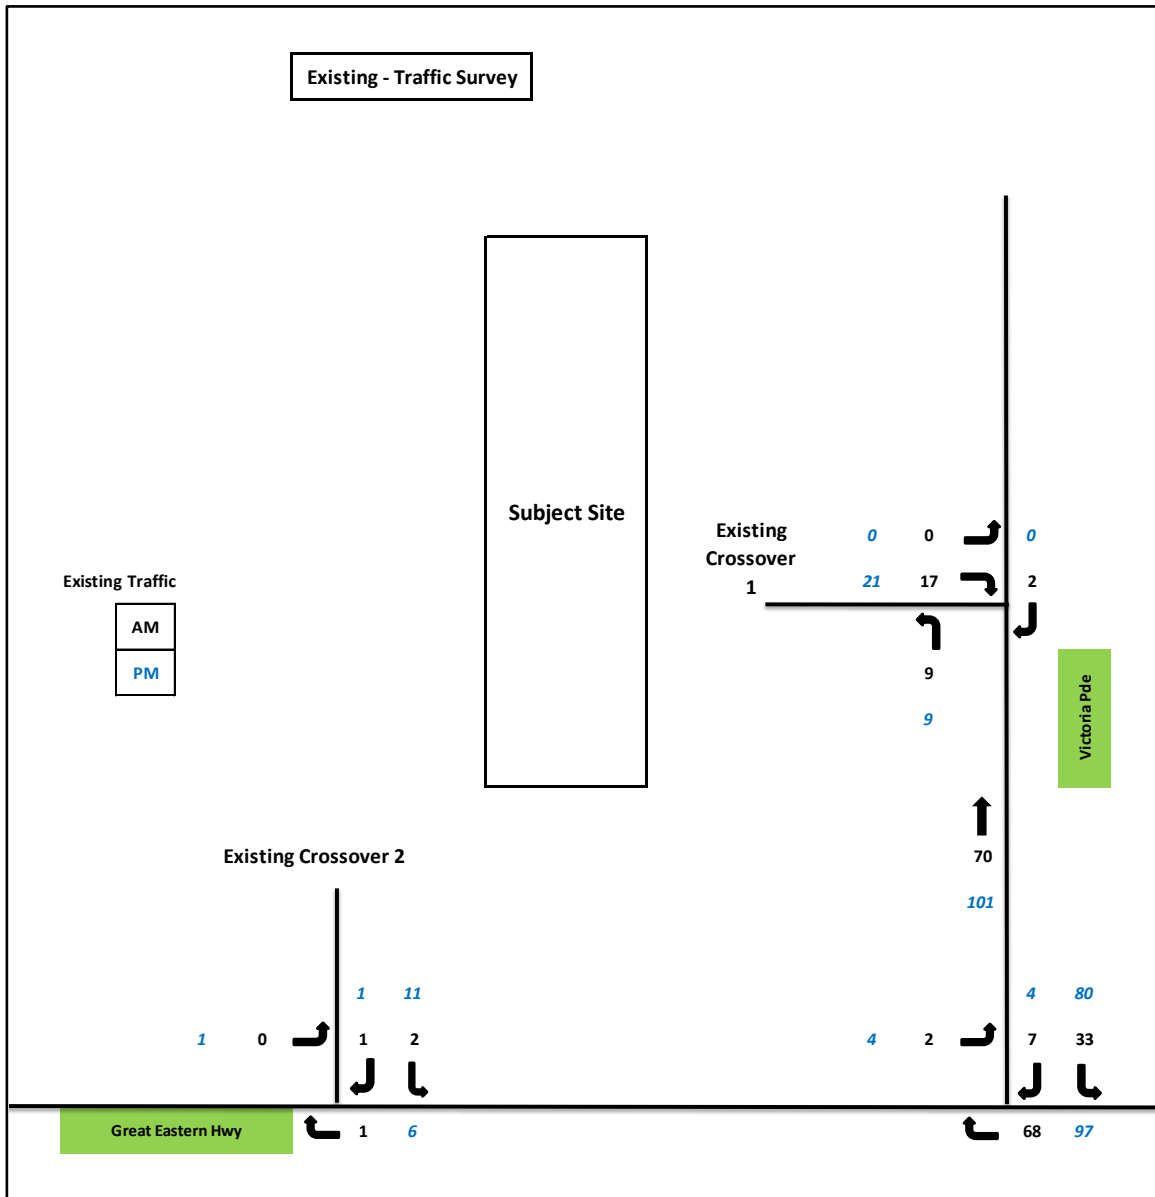 Existing - Traffic Survey
Subject Site
Existing
Crossover
1
0 0 0
21 17 2
9
9
Existing Traffic
AM
PM
Victoria Pde
70
101
Existing Crossover 2
1 11
1 0 1 2
4 80
4 2 7 33
Great Eastern Hwy
1 6
68 97